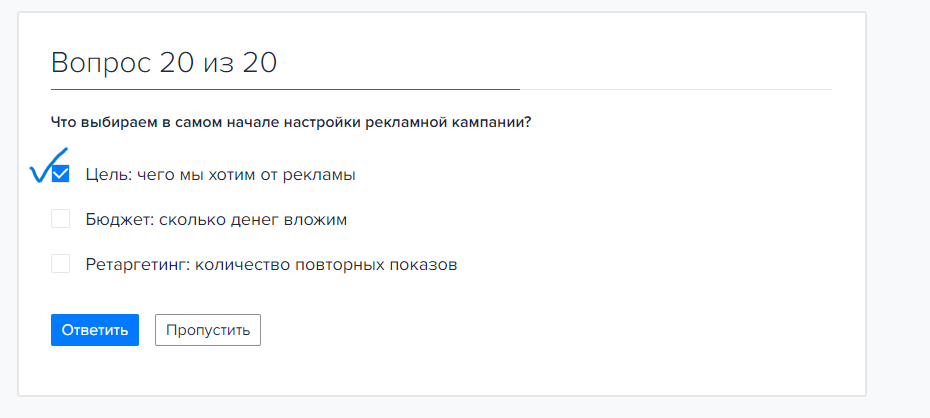 Вопрос 20 из 20
Что выбираем в самом начале настройки рекламной кампании?
Цель: чего мы хотим от рекламы
Бюджет: сколько денег вложим
Ретаргетинг: количество повторных показов
Ответить Пропустить